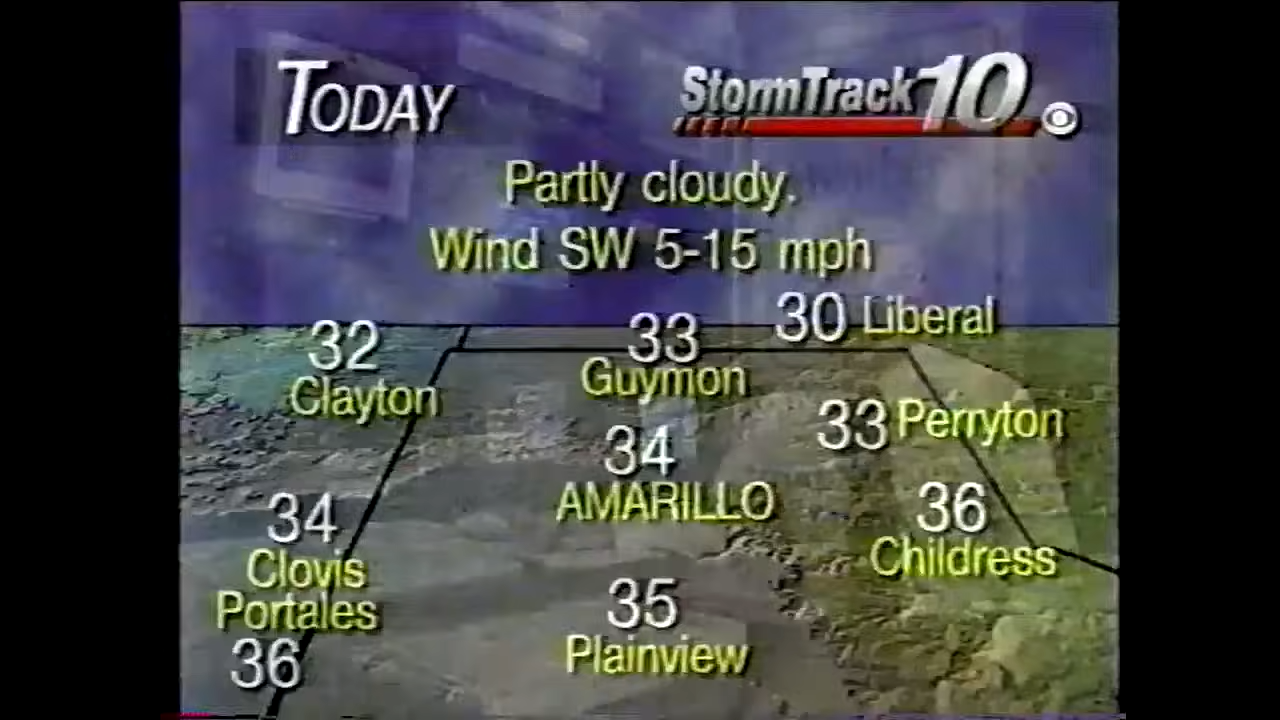 TODAY
StormTrack 10
Partly cloudy.
Wind SW 5-15 mph
30 Liberal
32
Clayton
33
Guymon
33 Perryton
34
AMARILLO
36
Childress
34
Clovis
Portales
36
35
Plainview